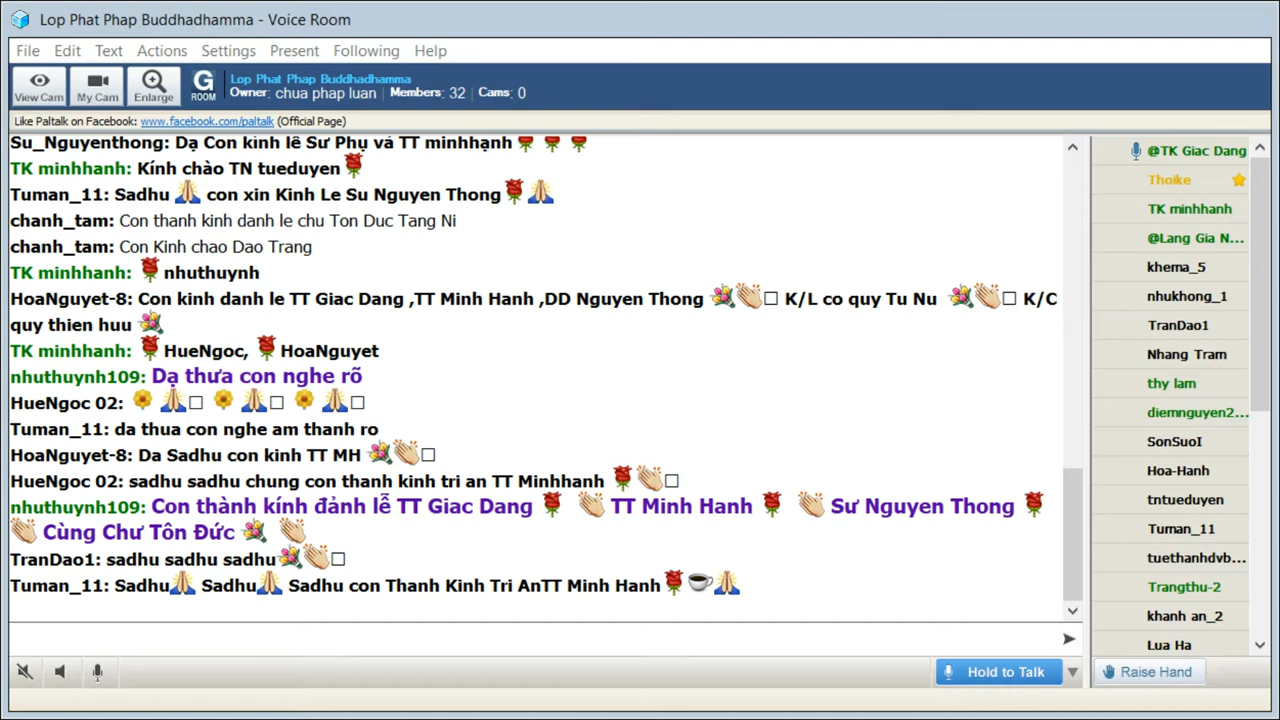 Lop Phat Phap Buddhadhamma - Voice Room
File Edit Text Actions Settings Present Following Help
View Cam My Cam Enlarge G ROOM
Lop Phat Phap Buddhadhamma
Owner: chua phap luan Members: 32 Cams: 0
Like Paltalk on Facebook: www.facebook.com/paltalk (Official Page)
Su_Nguyenthong: Dạ Con kinh lê Sư Phụ và TT minhhạnh
TK minhhanh: Kính chào TN tueduyen
Tuman_11: Sadhu con xin Kinh Le Su Nguyen Thong
chanh_tam: Con thanh kinh danh le chu Ton Duc Tang Ni
chanh_tam: Con Kinh chao Dao Trang
TK minhhanh: nhuthuynh
HoaNguyet-8: Con kinh danh le TT Giac Dang ,TT Minh Hanh ,DD Nguyen Thong K/L co quy Tu Nu K/C
quy thien huu
TK minhhanh: HueNgoc, HoaNguyet
nhuthuynh109: Dạ thưa con nghe rõ
HueNgoc 02:
Tuman_11: da thua con nghe am thanh ro
HoaNguyet-8: Da Sadhu con kinh TT MH
HueNgoc 02: sadhu sadhu chung con thanh kinh tri an TT Minhhanh
nhuthuynh109: Con thành kính đảnh lễ TT Giac Dang TT Minh Hanh Sư Nguyen Thong
Cùng Chư Tôn Đức
TranDao1: sadhu sadhu sadhu
Tuman_11: Sadhu Sadhu Sadhu con Thanh Kinh Tri AnTT Minh Hanh
@TK Giac Dang
Thoike
TK minhhanh
@Lang Gia N...
khema_5
nhukhong_1
TranDao1
Nhang Tram
thy lam
diemnguyen2...
SonSuoI
Hoa-Hanh
tntueduyen
Tuman_11
tuethanhdvb...
Trangthu-2
khanh an_2
Lua Ha
Hold to Talk
Raise Hand